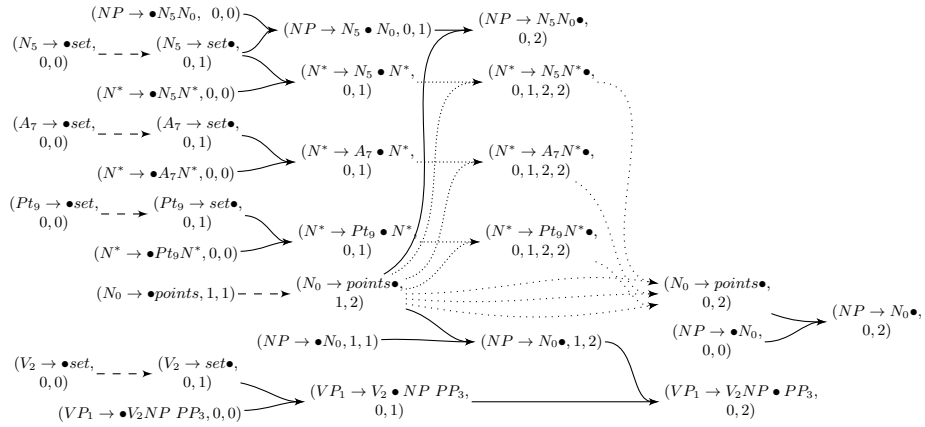 (NP → •N₅N₀, 0,0)
(NP → N₅ • N₀, 0,1)
(NP → N₅N₀•,
0,2)
(N₅ → •set,
0,0)
(N₅ → set•,
0,1)
(N* → •N₅N*, 0,0)
(N* → N₅ • N*,
0,1)
(N* → N₅N*•,
0,1,2,2)
(A₇ → •set,
0,0)
(A₇ → set•,
0,1)
(N* → •A₇N*, 0,0)
(N* → A₇ • N*,
0,1)
(N* → A₇N*•,
0,1,2,2)
(Pt₉ → •set,
0,0)
(Pt₉ → set•,
0,1)
(N* → •Pt₉N*, 0,0)
(N* → Pt₉ • N*,
0,1)
(N* → Pt₉N*•,
0,1,2,2)
(N₀ → •points, 1,1)
(N₀ → points•,
1,2)
(N₀ → points•,
0,2)
(NP → •N₀, 1,1)
(NP → N₀•, 1,2)
(NP → •N₀,
0,0)
(NP → N₀•,
0,2)
(V₂ → •set,
0,0)
(V₂ → set•,
0,1)
(VP₁ → •V₂NP PP₃, 0,0)
(VP₁ → V₂ • NP PP₃,
0,1)
(VP₁ → V₂NP • PP₃,
0,2)